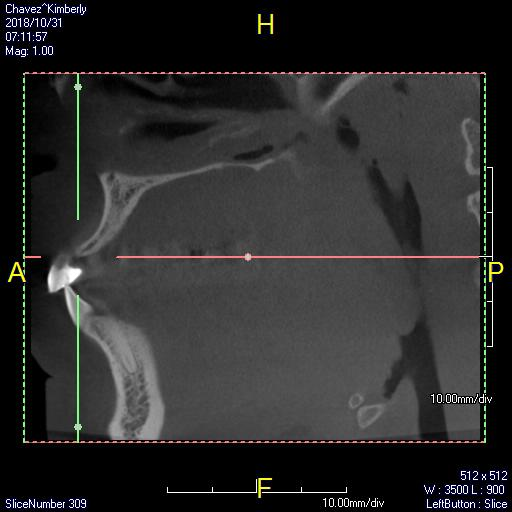 Chavez^Kimberly
2018/10/31
07:11:57
Mag: 1.00
H
A
P
10.00mm/div
F
10.00mm/div
512 x 512
W : 3500 L : 900
SliceNumber 309
LeftButton : Slice